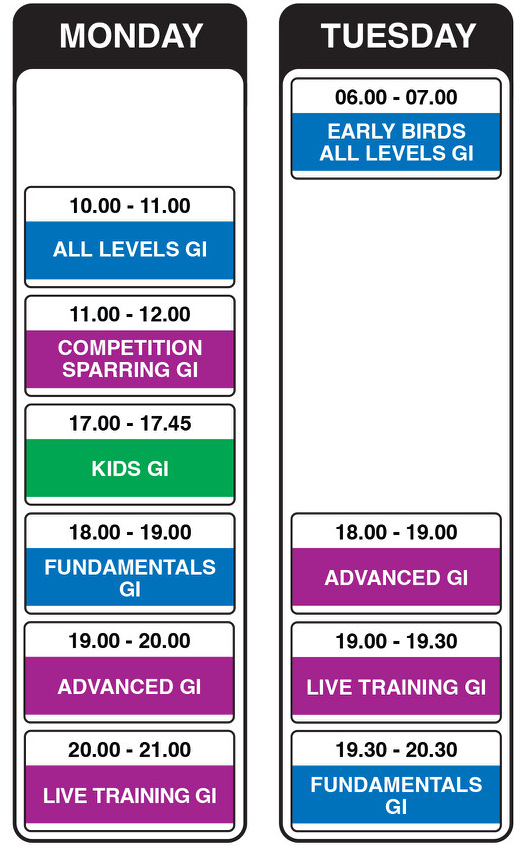 MONDAY
10.00 - 11.00
ALL LEVELS GI
11.00 - 12.00
COMPETITION
SPARRING GI
17.00 - 17.45
KIDS GI
18.00 - 19.00
FUNDAMENTALS
GI
19.00 - 20.00
ADVANCED GI
20.00 - 21.00
LIVE TRAINING GI
TUESDAY
06.00 - 07.00
EARLY BIRDS
ALL LEVELS GI
18.00 - 19.00
ADVANCED GI
19.00 - 19.30
LIVE TRAINING GI
19.30 - 20.30
FUNDAMENTALS
GI